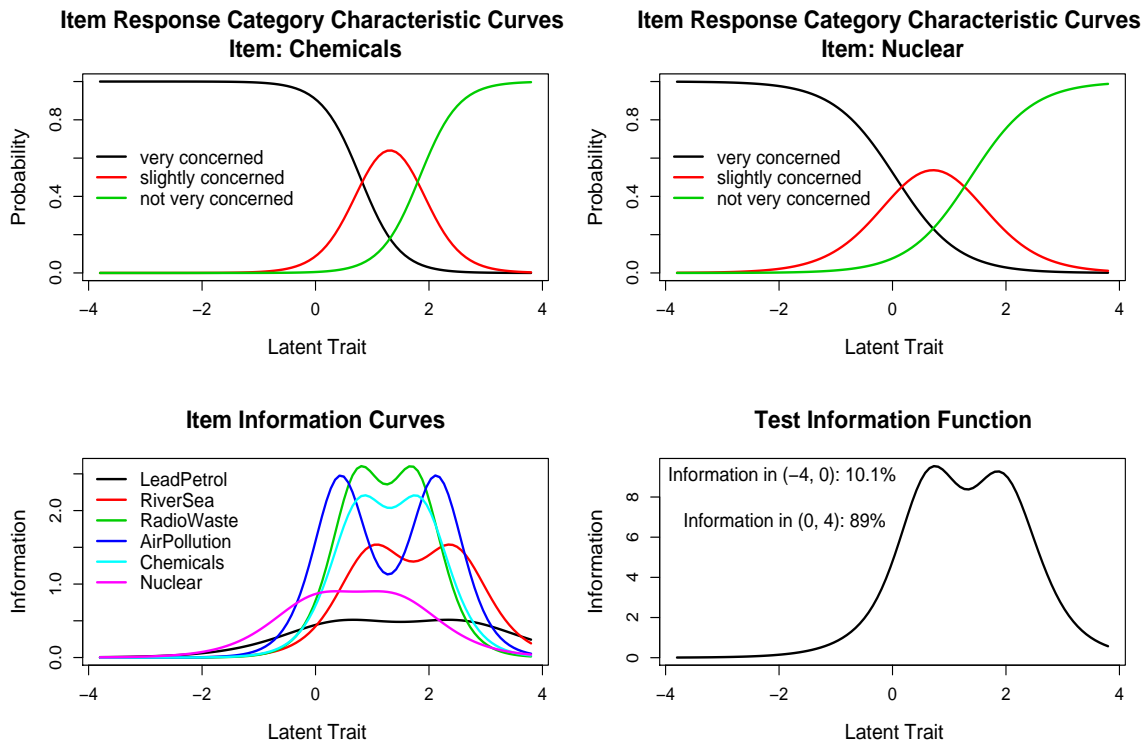 Item Response Category Characteristic Curves
Item: Chemicals
Probability
0.0
0.4
0.8
very concerned
slightly concerned
not very concerned
−4
−2
0
2
4
Latent Trait
Item Response Category Characteristic Curves
Item: Nuclear
Probability
0.0
0.4
0.8
very concerned
slightly concerned
not very concerned
−4
−2
0
2
4
Latent Trait
Item Information Curves
Information
0.0
1.0
2.0
LeadPetrol
RiverSea
RadioWaste
AirPollution
Chemicals
Nuclear
−4
−2
0
2
4
Latent Trait
Test Information Function
Information
0
2
4
6
8
Information in (−4, 0): 10.1%
Information in (0, 4): 89%
−4
−2
0
2
4
Latent Trait